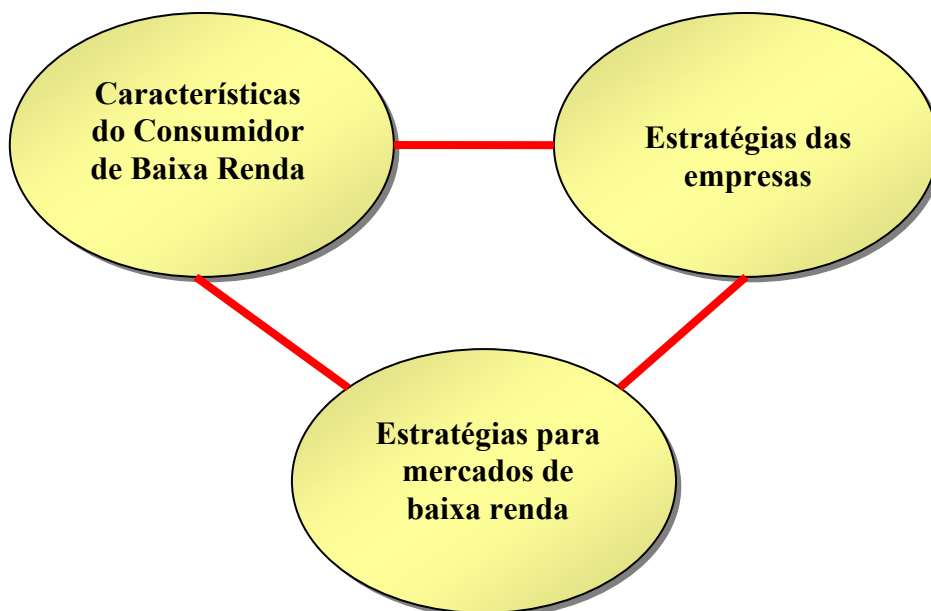 Características
do Consumidor
de Baixa Renda
Estratégias das
empresas
Estratégias para
mercados de
baixa renda